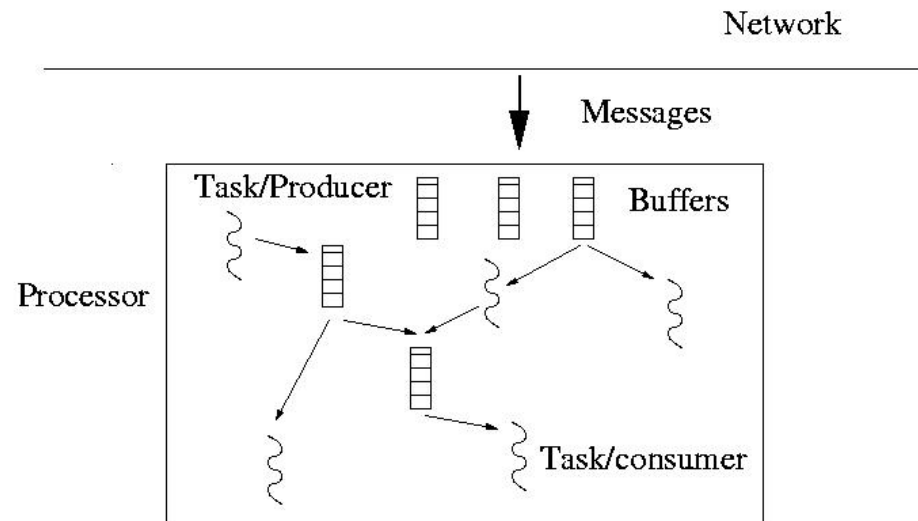 Network
Messages
Task/Producer
Buffers
Processor
Task/consumer